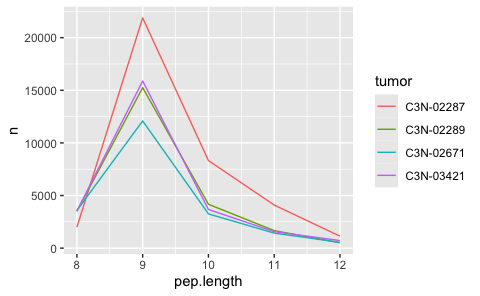 20000
15000
10000
5000
0
n
8 9 10 11 12
pep.length
tumor
C3N-02287
C3N-02289
C3N-02671
C3N-03421